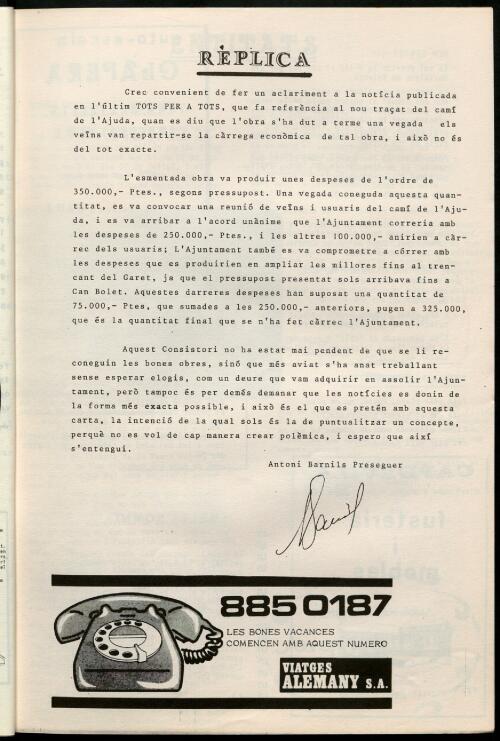 RÈPLICA
Crec convenient de fer un aclariment a la notícia publicada
en l'últim TOTS PER A TOTS, que fa referència al nou traçat del camí
de l'Ajuda, quan es diu que l'obra s'ha dut a terme una vegada els
veïns van repartir-se la càrrega econòmica de tal obra, i això no és
del tot exacte.
L'esmentada obra va produir unes despeses de l'ordre de
350.000,- Ptes., segons pressupost. Una vegada coneguda aquesta quan-
titat, es va convocar una reunió de veïns i usuaris del camí de l'Aju-
da, i es va arribar a l'acord unànime que l'Ajuntament correria amb
les despeses de 250.000,- Ptes., i les altres 100.000,- anirien a càr-
rec dels usuaris; L'Ajuntament també es va comprometre a córrer amb
les despeses que es produirien en ampliar les millores fins al tren-
cant del Garet, ja que el pressupost presentat sols arribava fins a
Can Bolet. Aquestes darreres despeses han suposat una quantitat de
75.000,- Ptes, que sumades a les 250.000,- anteriors, pugen a 325.000,
que és la quantitat final que se n'ha fet càrrec l'Ajuntament.
Aquest Consistori no ha estat mai pendent de que se li re-
coneguin les bones obres, sinó que més aviat s'ha anat treballant
sense esperar elogis, com un deure que vam adquirir en assolir l'Ajun-
tament, però tampoc és per demés demanar que les notícies es donin de
la forma més exacta possible, i això és el que es pretén amb aquesta
carta, la intenció de la qual sols és la de puntualitzar un concepte,
perquè no es vol de cap manera crear polèmica, i espero que així
s'entengui.
Antoni Barnils Preseguer
885 0187
LES BONES VACANCES
COMENCEN AMB AQUEST NUMERO
VIATGES
ALEMANY S.A.